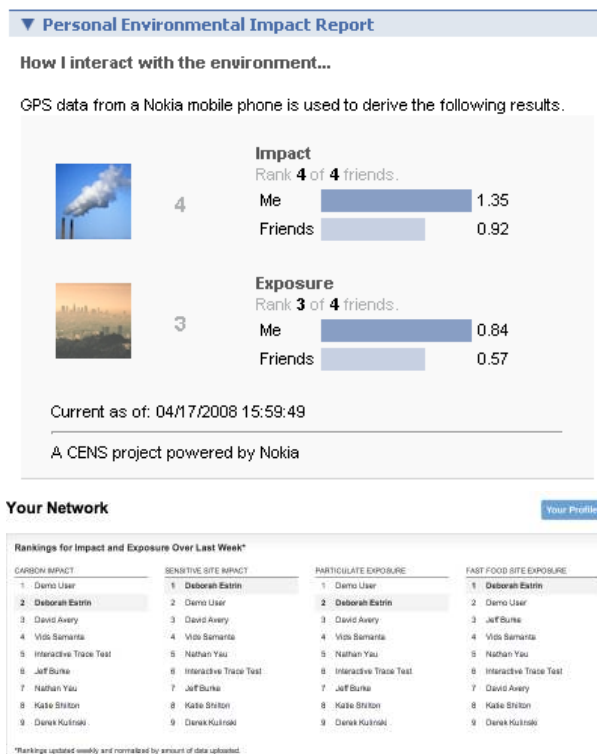 ▼ Personal Environmental Impact Report
How I interact with the environment...
GPS data from a Nokia mobile phone is used to derive the following results.
Impact
4
Rank 4 of 4 friends.
Me 1.35
Friends 0.92
Exposure
3
Rank 3 of 4 friends.
Me 0.84
Friends 0.57
Current as of: 04/17/2008 15:59:49
A CENS project powered by Nokia
Your Network
Your Profile
Rankings for Impact and Exposure Over Last Week*
CARBON IMPACT
1 Demo User
2 Deborah Estrin
3 David Avery
4 Vids Samanta
5 Interactive Trace Test
6 Jeff Burke
7 Nathan Yau
8 Katie Shilton
9 Derek Kulinski
SENSITIVE SITE IMPACT
1 Deborah Estrin
2 Demo User
3 David Avery
4 Vids Samanta
5 Nathan Yau
6 Interactive Trace Test
7 Jeff Burke
8 Katie Shilton
9 Derek Kulinski
PARTICULATE EXPOSURE
1 Demo User
2 Deborah Estrin
3 David Avery
4 Vids Samanta
5 Nathan Yau
6 Interactive Trace Test
7 Jeff Burke
8 Katie Shilton
9 Derek Kulinski
FAST FOOD SITE EXPOSURE
1 Deborah Estrin
2 Demo User
3 Jeff Burke
4 Vids Samanta
5 Nathan Yau
6 Interactive Trace Test
7 David Avery
8 Katie Shilton
9 Derek Kulinski
*Rankings updated weekly and normalized by amount of data uploaded.